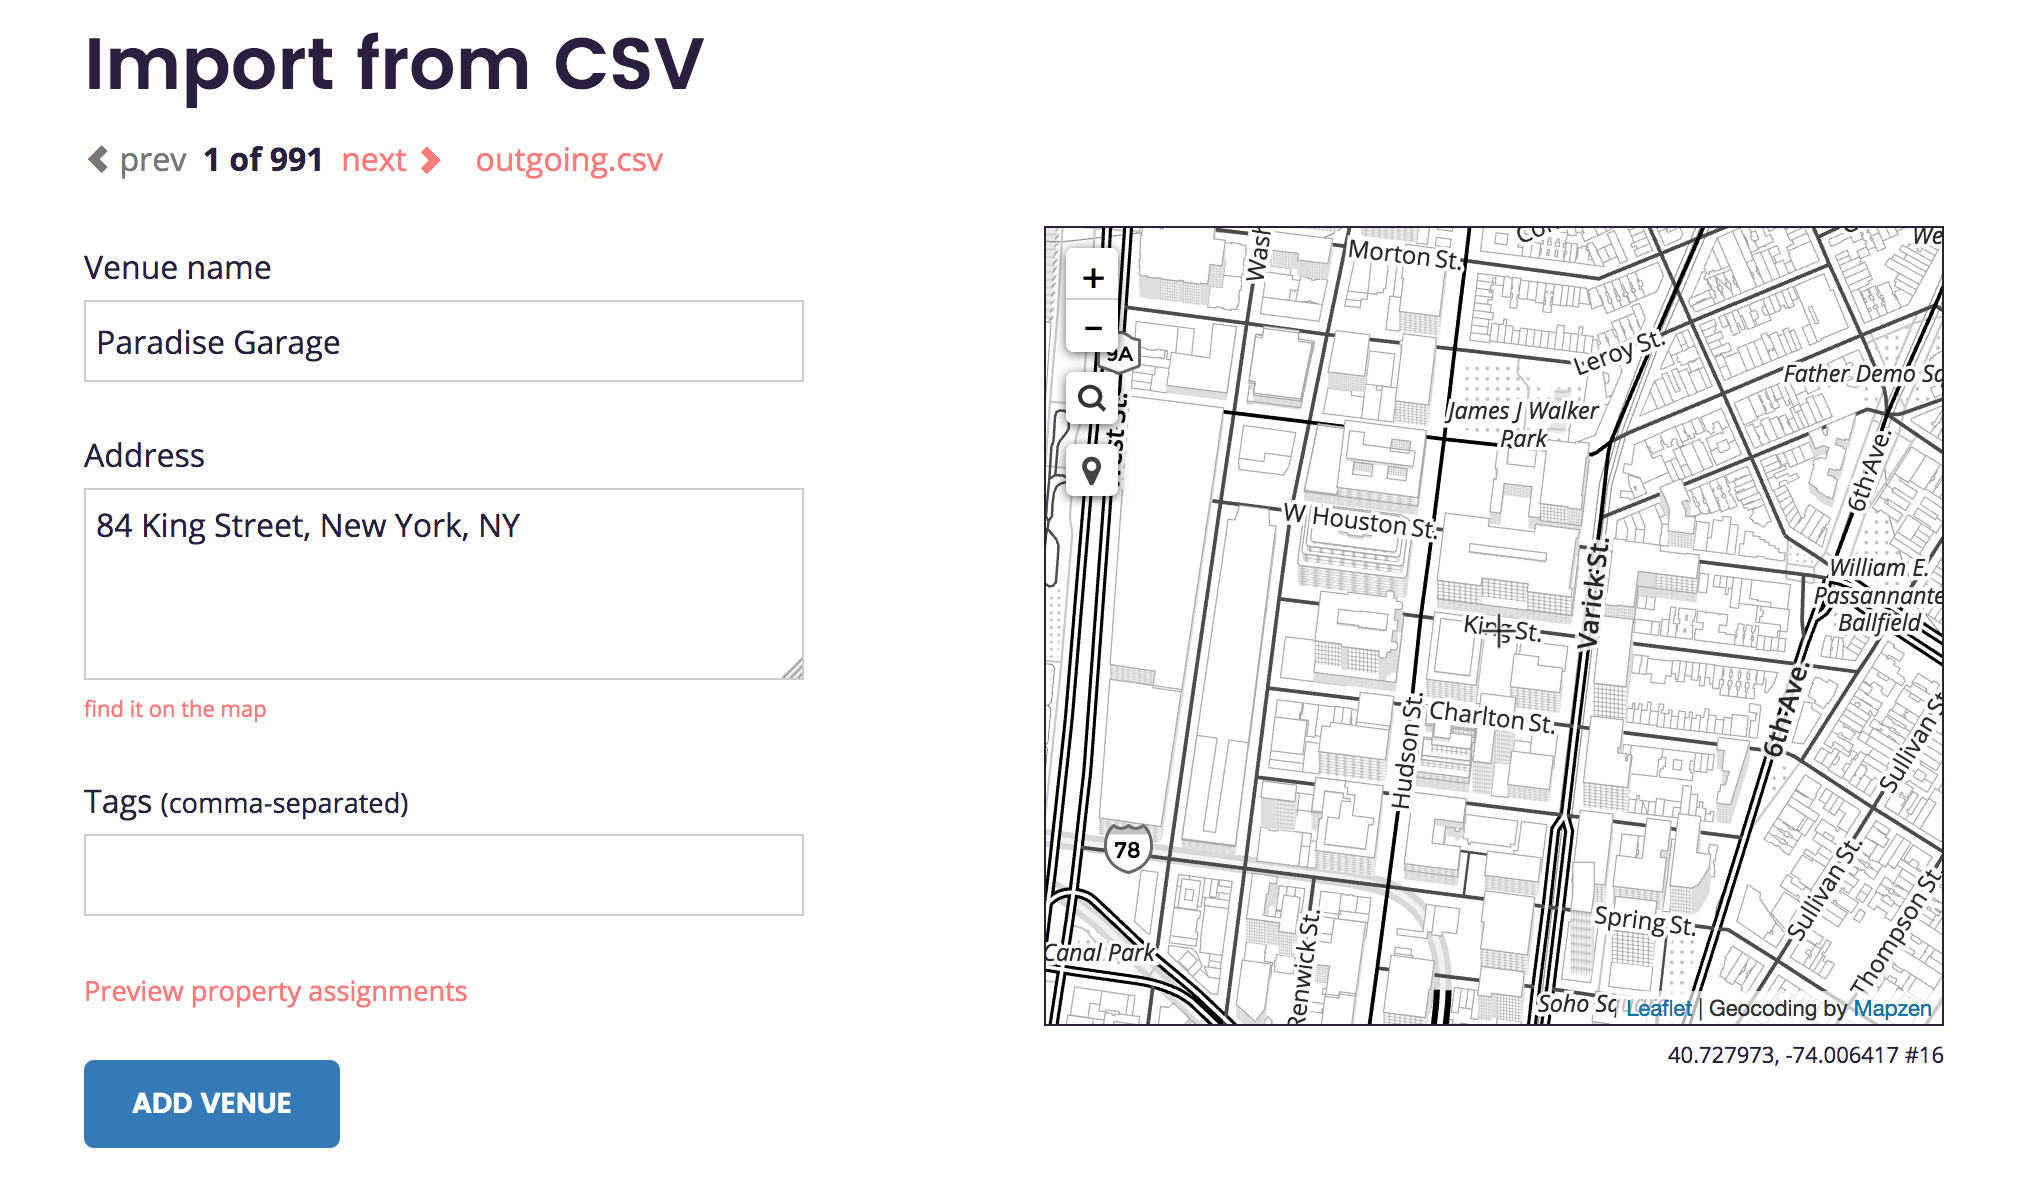 Import from CSV
prev 1 of 991 next outgoing.csv
Venue name
Paradise Garage
Address
84 King Street, New York, NY
find it on the map
Tags (comma-separated)
Preview property assignments
ADD VENUE
+
−
Morton St.
9A
Leroy St.
Father Demo
James J Walker
Park
6th Ave.
W Houston St.
Varick St.
William E.
Passannante
Ballfield
King St.
Charlton St.
Hudson St.
6th Ave.
Sullivan S
78
Sullivan St.
Spring St.
Thompson St.
Canal Park
Renwick St.
Soho Square
Leaflet | Geocoding by Mapzen
40.727973, -74.006417 #16